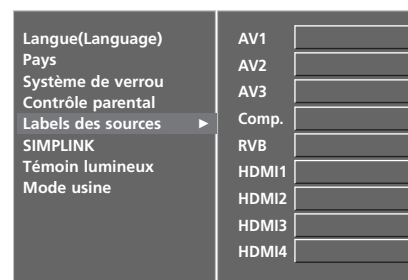 Langue(Language)
Pays
Système de verrou
Contrôle parental
Labels des sources ►
SIMPLINK
Témoin lumineux
Mode usine
AV1
AV2
AV3
Comp.
RVB
HDMI1
HDMI2
HDMI3
HDMI4